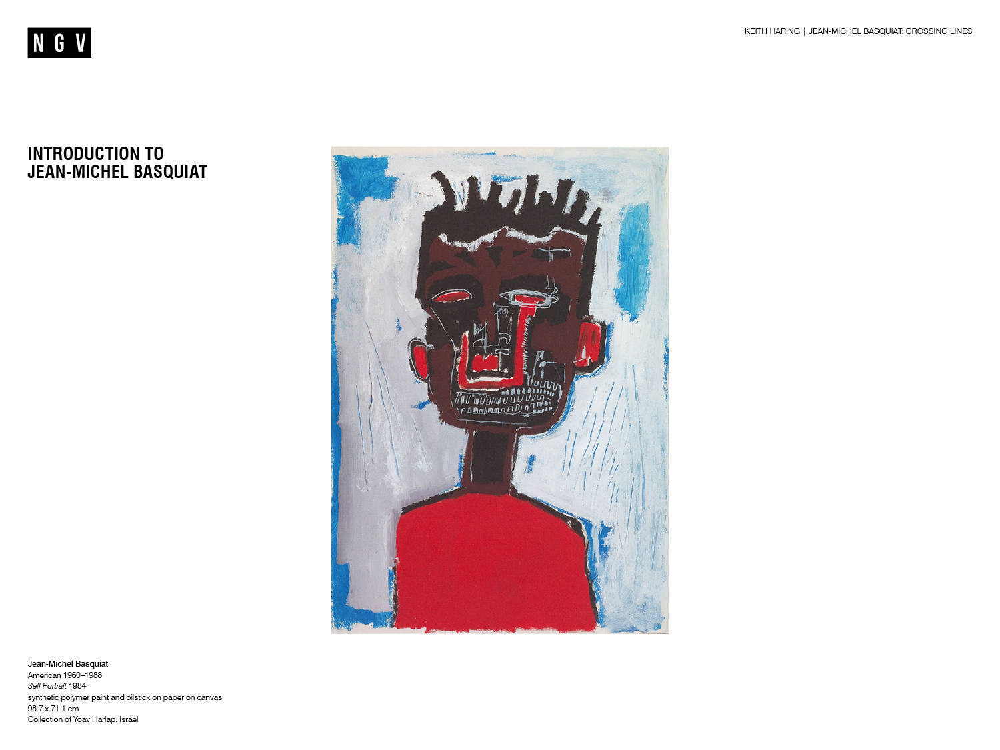 NGV
KEITH HARING | JEAN-MICHEL BASQUIAT: CROSSING LINES
INTRODUCTION TO
JEAN-MICHEL BASQUIAT
Jean-Michel Basquiat
American 1960–1988
Self Portrait 1984
synthetic polymer paint and oilstick on paper on canvas
98.7 x 71.1 cm
Collection of Yoav Harlap, Israel